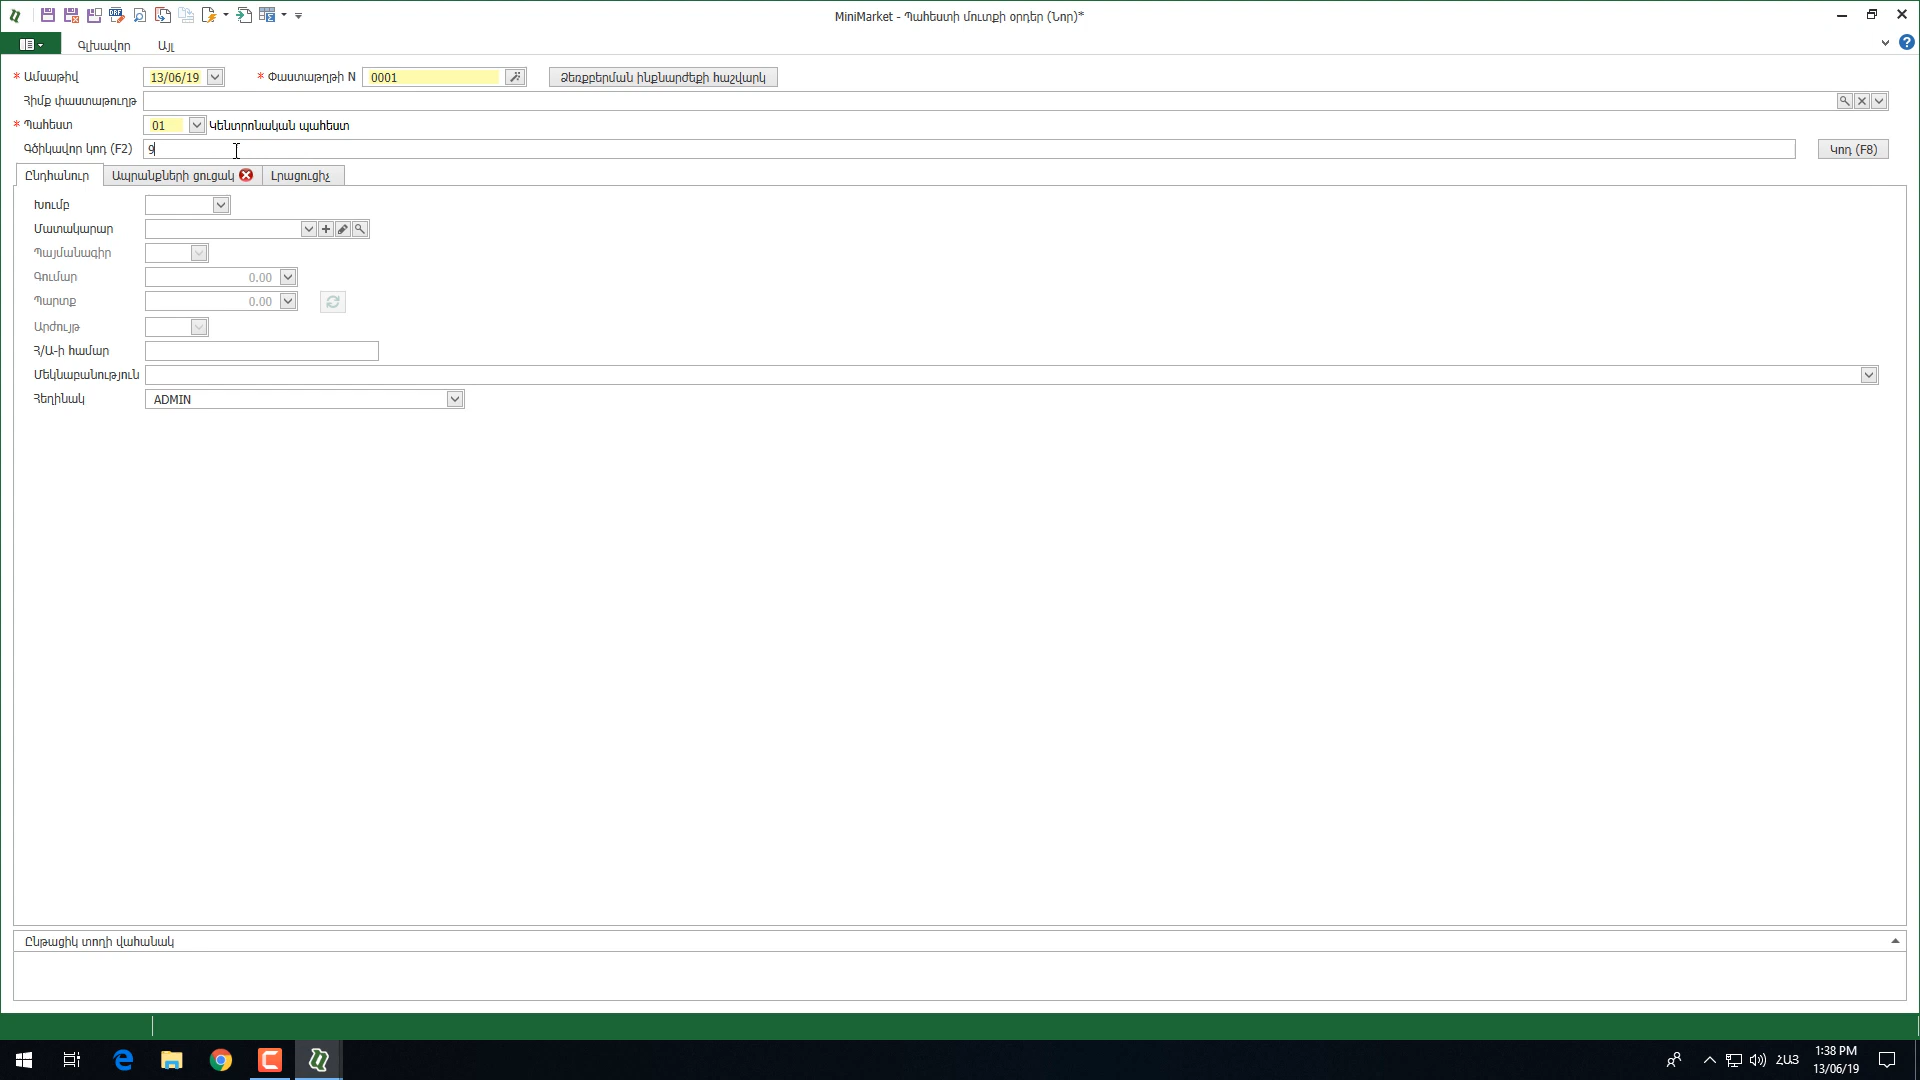 MiniMarket - Պահեստի մուտքի օրդեր (Նոր)*
Գլխավոր Այլ
* Ամսաթիվ 13/06/19 * Փաստաթղթի N 0001 Ձեռքբերման ինքնարժեքի հաշվարկ
Հիմք փաստաթուղթ
* Պահեստ 01 Կենտրոնական պահեստ
Գծիկավոր կոդ (F2) 9 Կոդ (F8)
Ընդհանուր Ապրանքների ցուցակ Լրացուցիչ
Խումբ
Մատակարար
Պայմանագիր
Գումար 0.00
Պարտք 0.00
Արժույթ
Հ/Ա-ի համար
Մեկնաբանություն
Հեղինակ ADMIN
Ընթացիկ տողի վահանակ
ՀԱՅ 1:38 PM
13/06/19